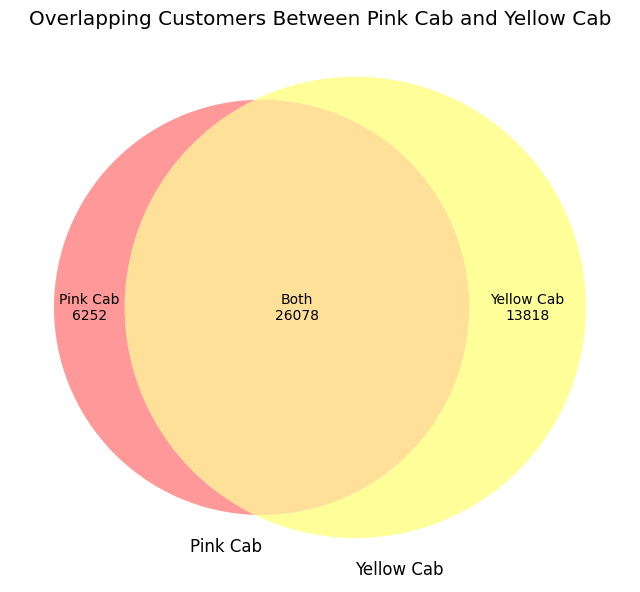 Overlapping Customers Between Pink Cab and Yellow Cab
Pink Cab
6252
Both
26078
Yellow Cab
13818
Pink Cab
Yellow Cab